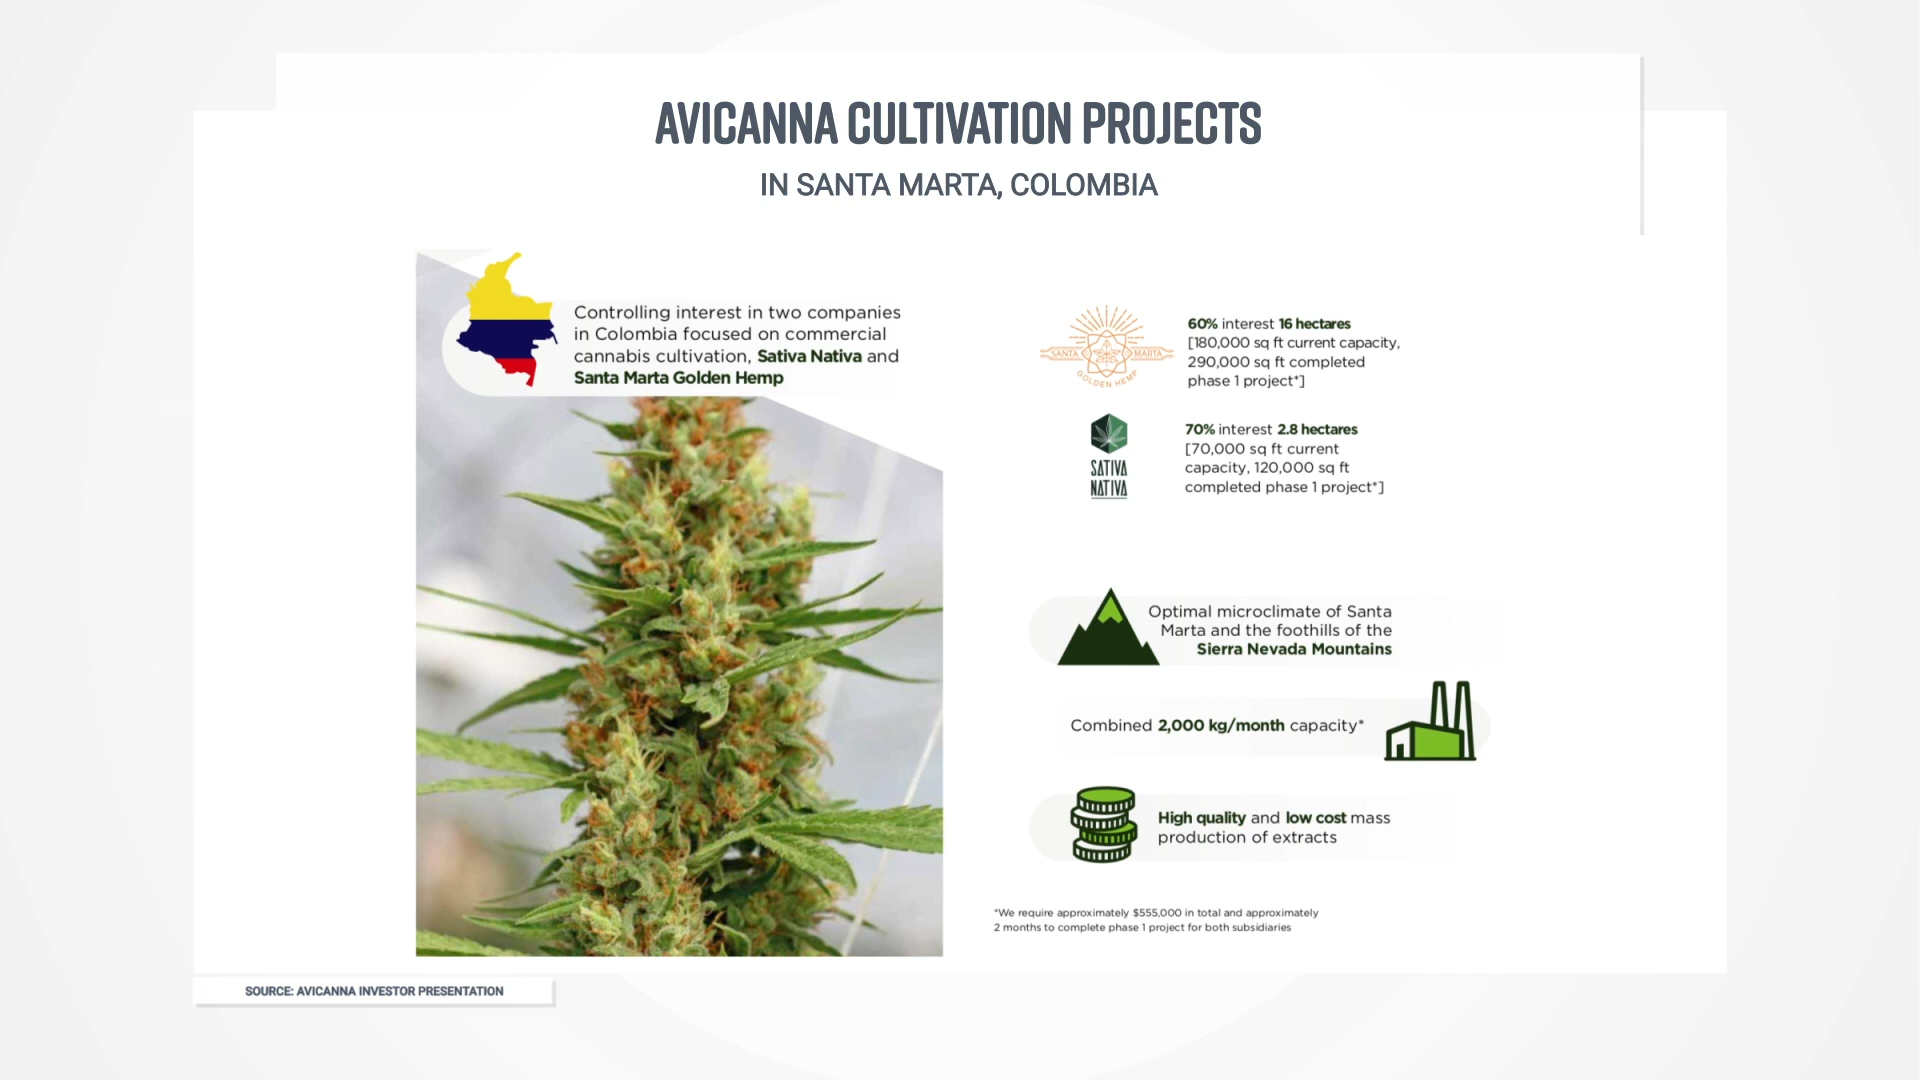 AVICANNA CULTIVATION PROJECTS
IN SANTA MARTA, COLOMBIA
Controlling interest in two companies
in Colombia focused on commercial
cannabis cultivation, Sativa Nativa and
Santa Marta Golden Hemp
SANTA MARTA
GOLDEN HEMP
60% interest 16 hectares
[180,000 sq ft current capacity,
290,000 sq ft completed
phase 1 project*]
SATIVA
NATIVA
70% interest 2.8 hectares
[70,000 sq ft current
capacity, 120,000 sq ft
completed phase 1 project*]
Optimal microclimate of Santa
Marta and the foothills of the
Sierra Nevada Mountains
Combined 2,000 kg/month capacity*
High quality and low cost mass
production of extracts
*We require approximately $555,000 in total and approximately
2 months to complete phase 1 project for both subsidiaries
SOURCE: AVICANNA INVESTOR PRESENTATION